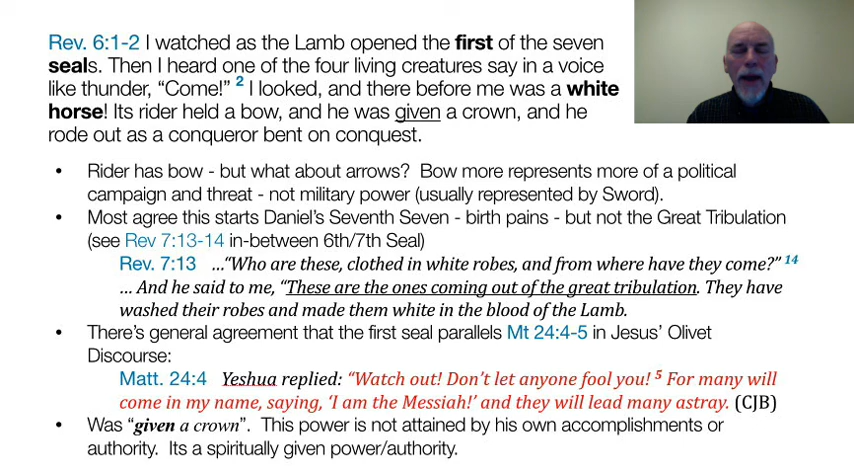 Rev. 6:1-2 I watched as the Lamb opened the first of the seven
seals. Then I heard one of the four living creatures say in a voice
like thunder, “Come!” 2 I looked, and there before me was a white
horse! Its rider held a bow, and he was given a crown, and he
rode out as a conqueror bent on conquest.
• Rider has bow - but what about arrows? Bow more represents more of a political
campaign and threat - not military power (usually represented by Sword).
• Most agree this starts Daniel’s Seventh Seven - birth pains - but not the Great Tribulation
(see Rev 7:13-14 in-between 6th/7th Seal)
Rev. 7:13 …“Who are these, clothed in white robes, and from where have they come?” 14
… And he said to me, “These are the ones coming out of the great tribulation. They have
washed their robes and made them white in the blood of the Lamb.
• There’s general agreement that the first seal parallels Mt 24:4-5 in Jesus’ Olivet
Discourse:
Matt. 24:4 Yeshua replied: “Watch out! Don’t let anyone fool you! 5 For many will
come in my name, saying, ‘I am the Messiah!’ and they will lead many astray. (CJB)
• Was “given a crown”. This power is not attained by his own accomplishments or
authority. Its a spiritually given power/authority.